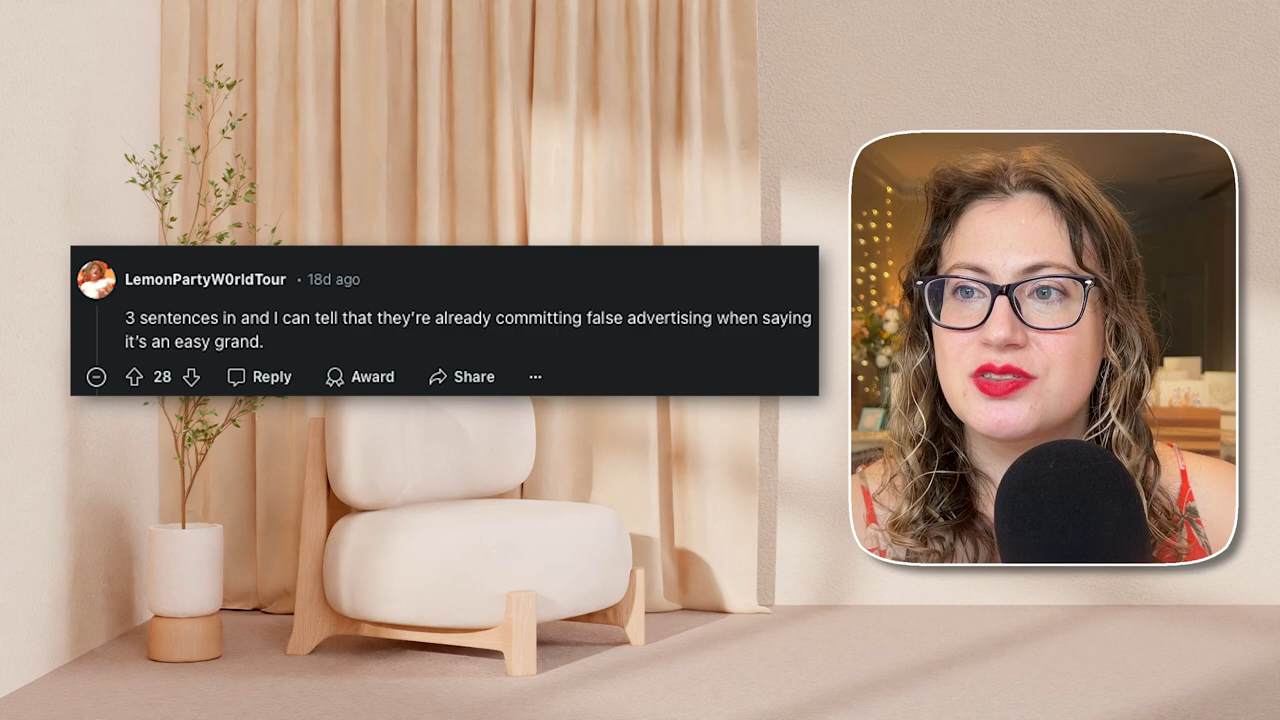 LemonPartyW0rldTour · 18d ago
3 sentences in and I can tell that they're already committing false advertising when saying
it's an easy grand.
28 Reply Award Share ...